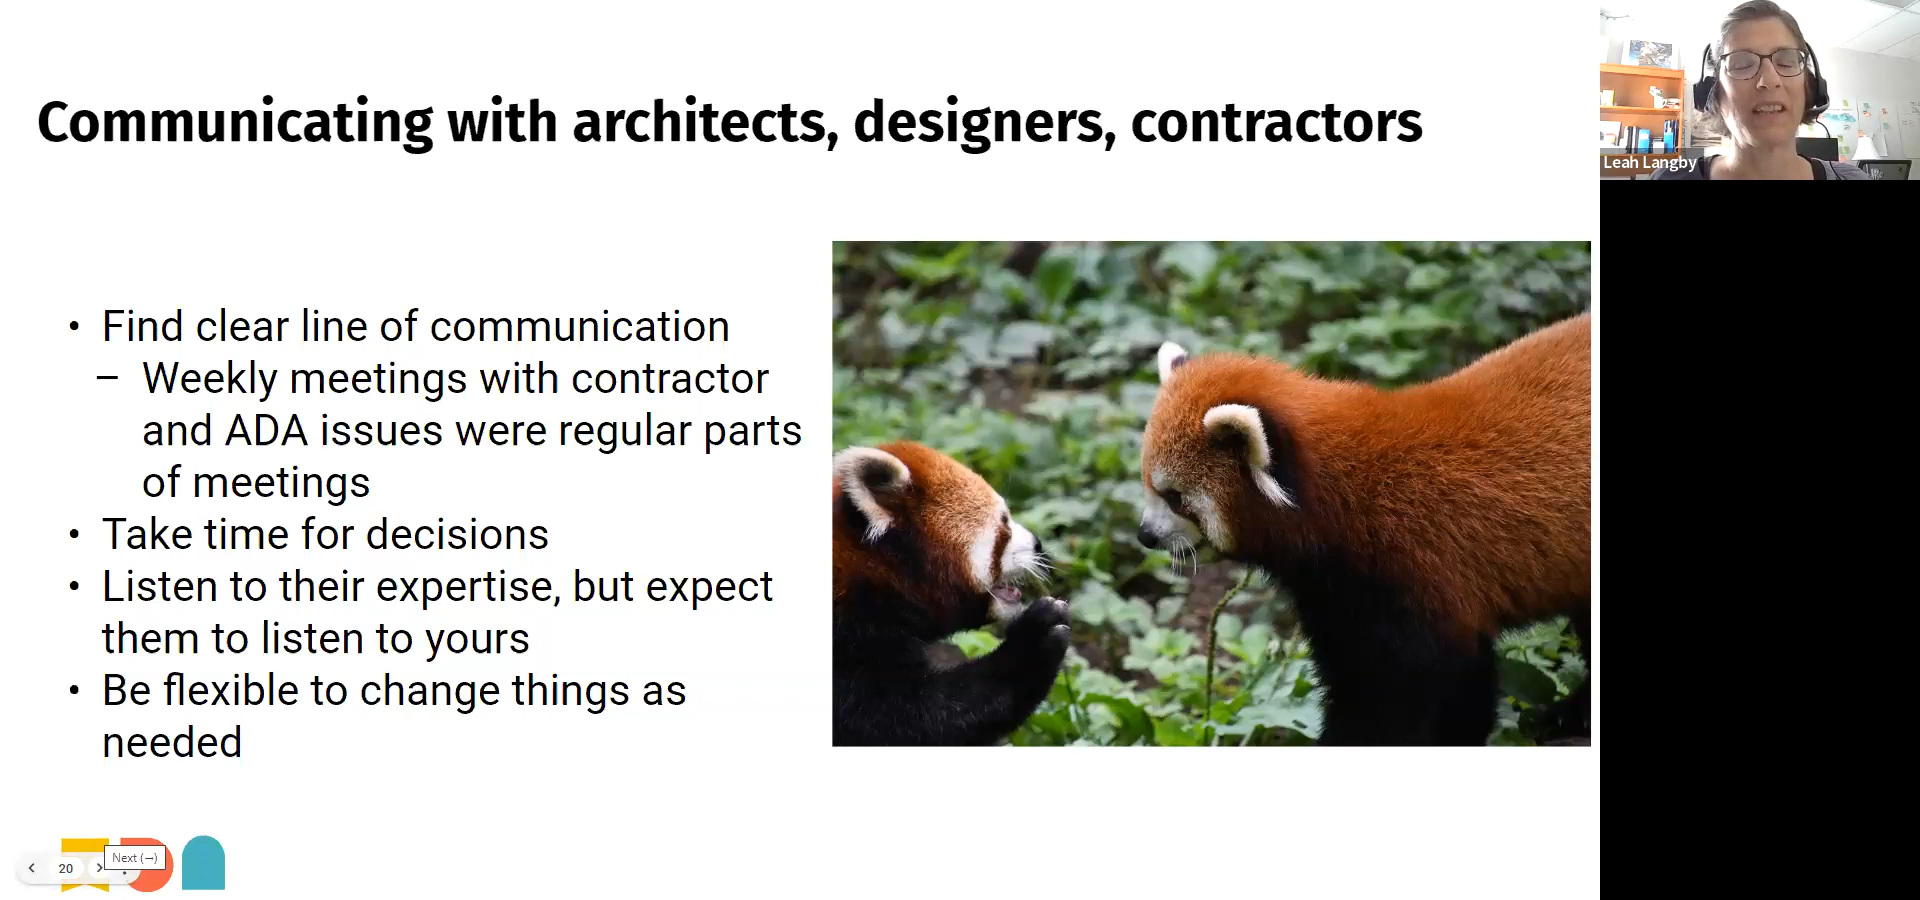 Communicating with architects, designers, contractors
Leah Langby
• Find clear line of communication
– Weekly meetings with contractor
and ADA issues were regular parts
of meetings
• Take time for decisions
• Listen to their expertise, but expect
them to listen to yours
• Be flexible to change things as
needed
Next (→)
20